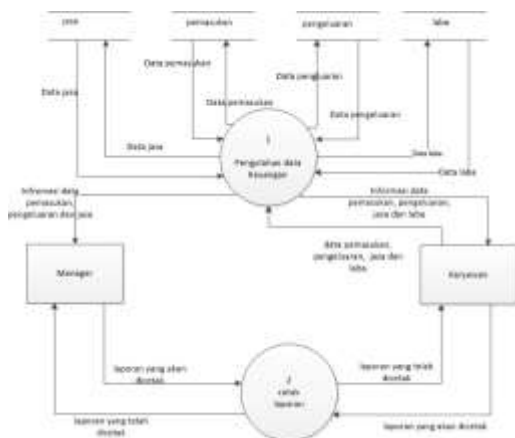 jasa
pemasukan
pengeluaran
laba
Data pemasukan
Data pengluaran
Data jasa
Data pemasukan
Data pengeluaran
Data jasa
1
Pengolahan data
Keuangan
Data laba
Data laba
Informasi data
pemasukan,
pengeluaran dan jasa
Informasi data
pemasukan, pengeluaran,
jasa dan laba
data pemasukan,
pengeluaran, jasa dan
laba
Manager
Karyawan
laporan yang akan
dicetak
2
cetak
laporan
laporan yang telah
dicetak
laporan yang telah
dicetak
laporan yang akan dicetak